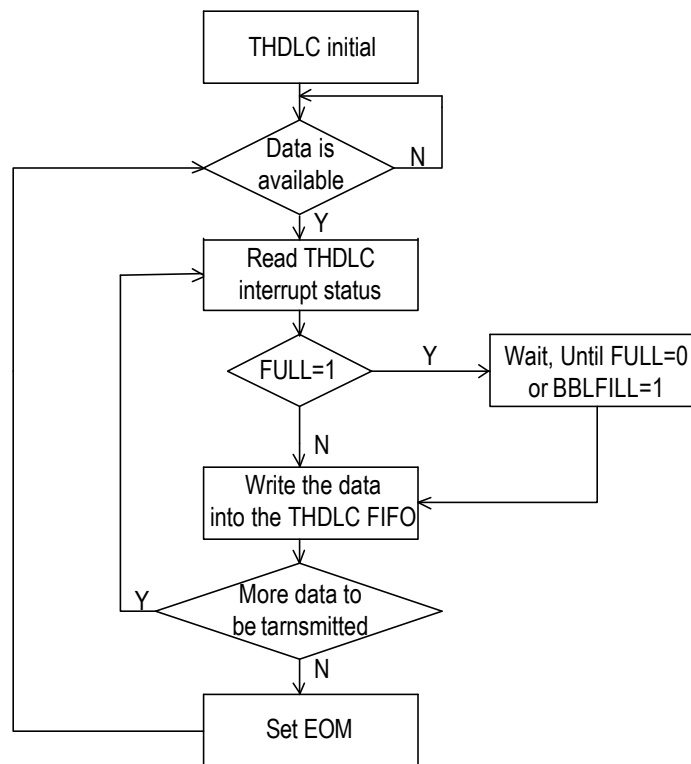 THDLC initial
Data is
available
N
Y
Read THDLC
interrupt status
FULL=1
Y
Wait, Until FULL=0
or BBLFILL=1
N
Write the data
into the THDLC FIFO
More data to
be tarnsmitted
Y
N
Set EOM